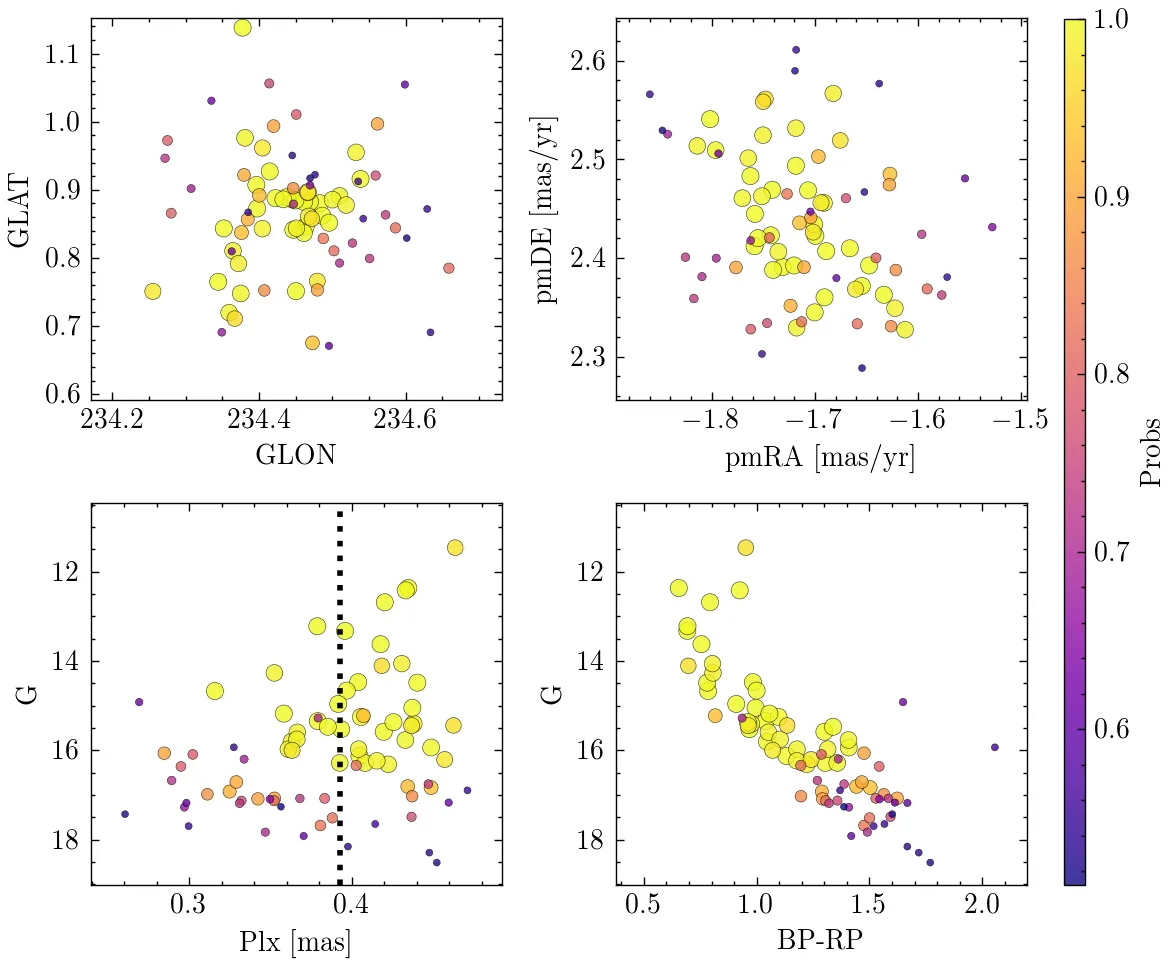 1.1
1.0
0.9
0.8
0.7
0.6
GLAT
234.2 234.4 234.6
GLON
2.6
2.5
2.4
2.3
pmDE [mas/yr]
−1.8 −1.7 −1.6 −1.5
pmRA [mas/yr]
12
14
16
18
G
0.3 0.4
Plx [mas]
12
14
16
18
G
0.5 1.0 1.5 2.0
BP-RP
1.0
0.9
0.8
0.7
0.6
Probs